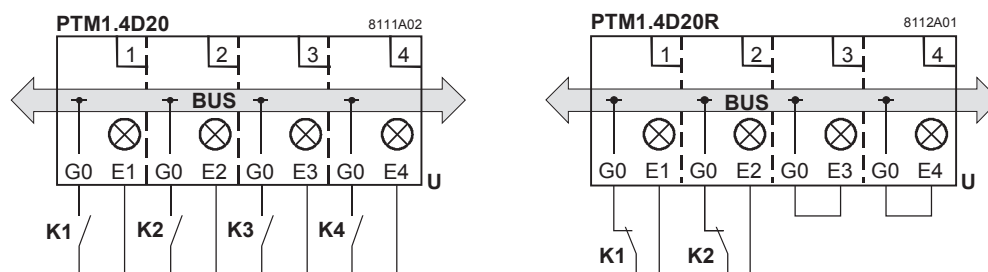 PTM1.4D20 8111A02
1 2 3 4
BUS
G0 E1 G0 E2 G0 E3 G0 E4 U
K1 K2 K3 K4
PTM1.4D20R 8112A01
1 2 3 4
BUS
G0 E1 G0 E2 G0 E3 G0 E4 U
K1 K2